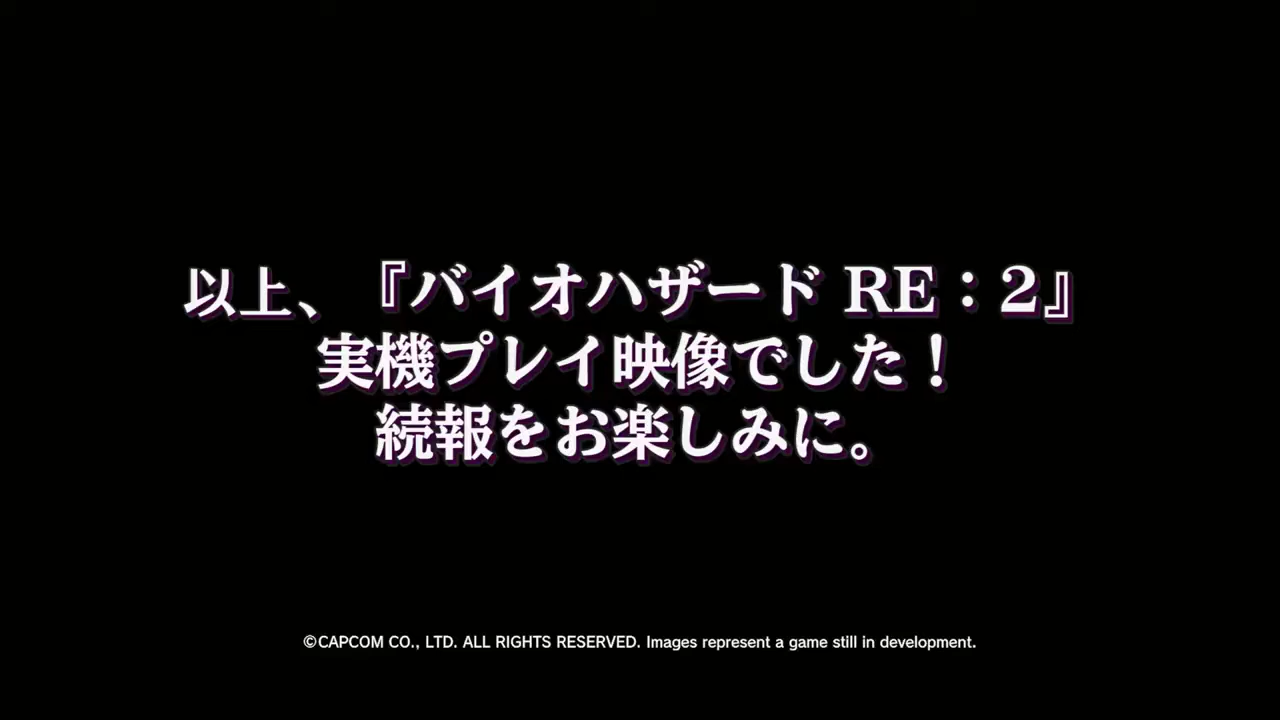 以上、『バイオハザード RE：2』
実機プレイ映像でした！
続報をお楽しみに。
©CAPCOM CO., LTD. ALL RIGHTS RESERVED. Images represent a game still in development.